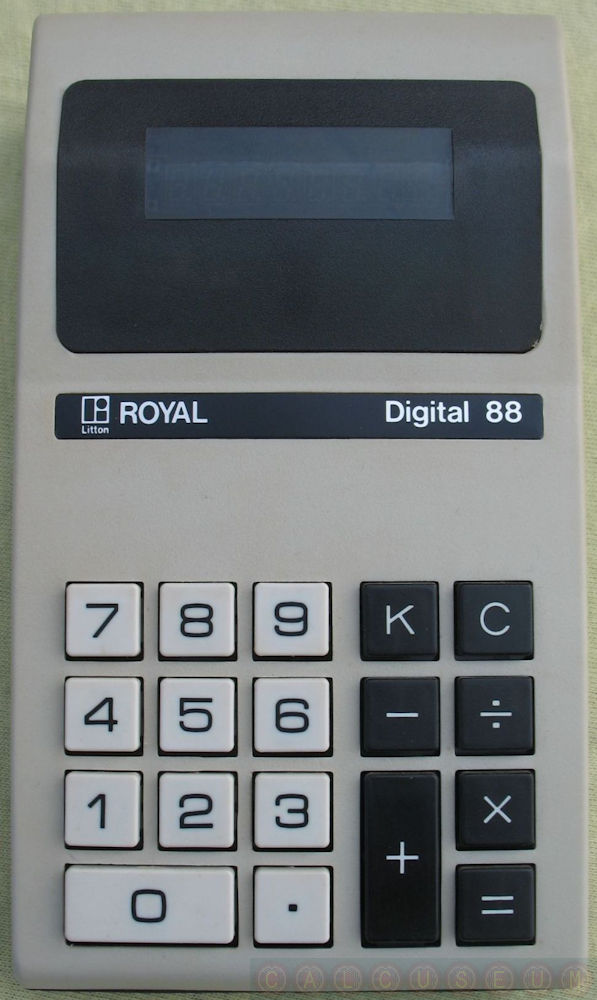 Litton ROYAL Digital 88
7 8 9 K C
4 5 6 − ÷
1 2 3 + ×
0 . =
CALCUSEUM